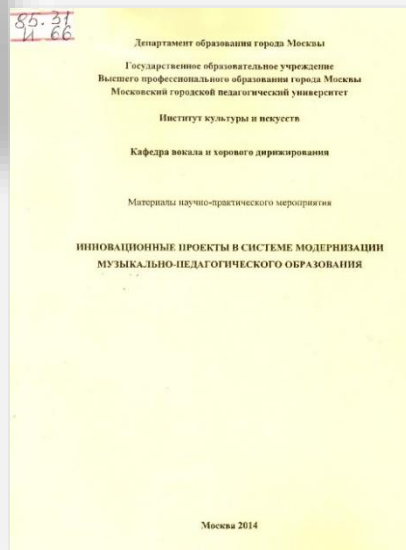 85.31
И 66
Департамент образования города Москвы
Государственное образовательное учреждение
Высшего профессионального образования города Москвы
Московский городской педагогический университет
Институт культуры и искусств
Кафедра вокала и хорового дирижирования
Материалы научно-практического мероприятия
ИННОВАЦИОННЫЕ ПРОЕКТЫ В СИСТЕМЕ МОДЕРНИЗАЦИИ
МУЗЫКАЛЬНО-ПЕДАГОГИЧЕСКОГО ОБРАЗОВАНИЯ
Москва 2014